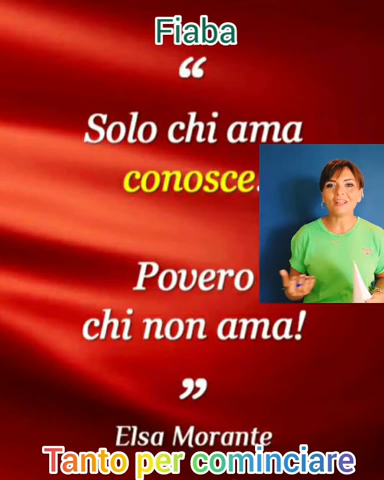 Fiaba
“
Solo chi ama
conosce.
Povero
chi non ama!
”
Elsa Morante
Tanto per cominciare